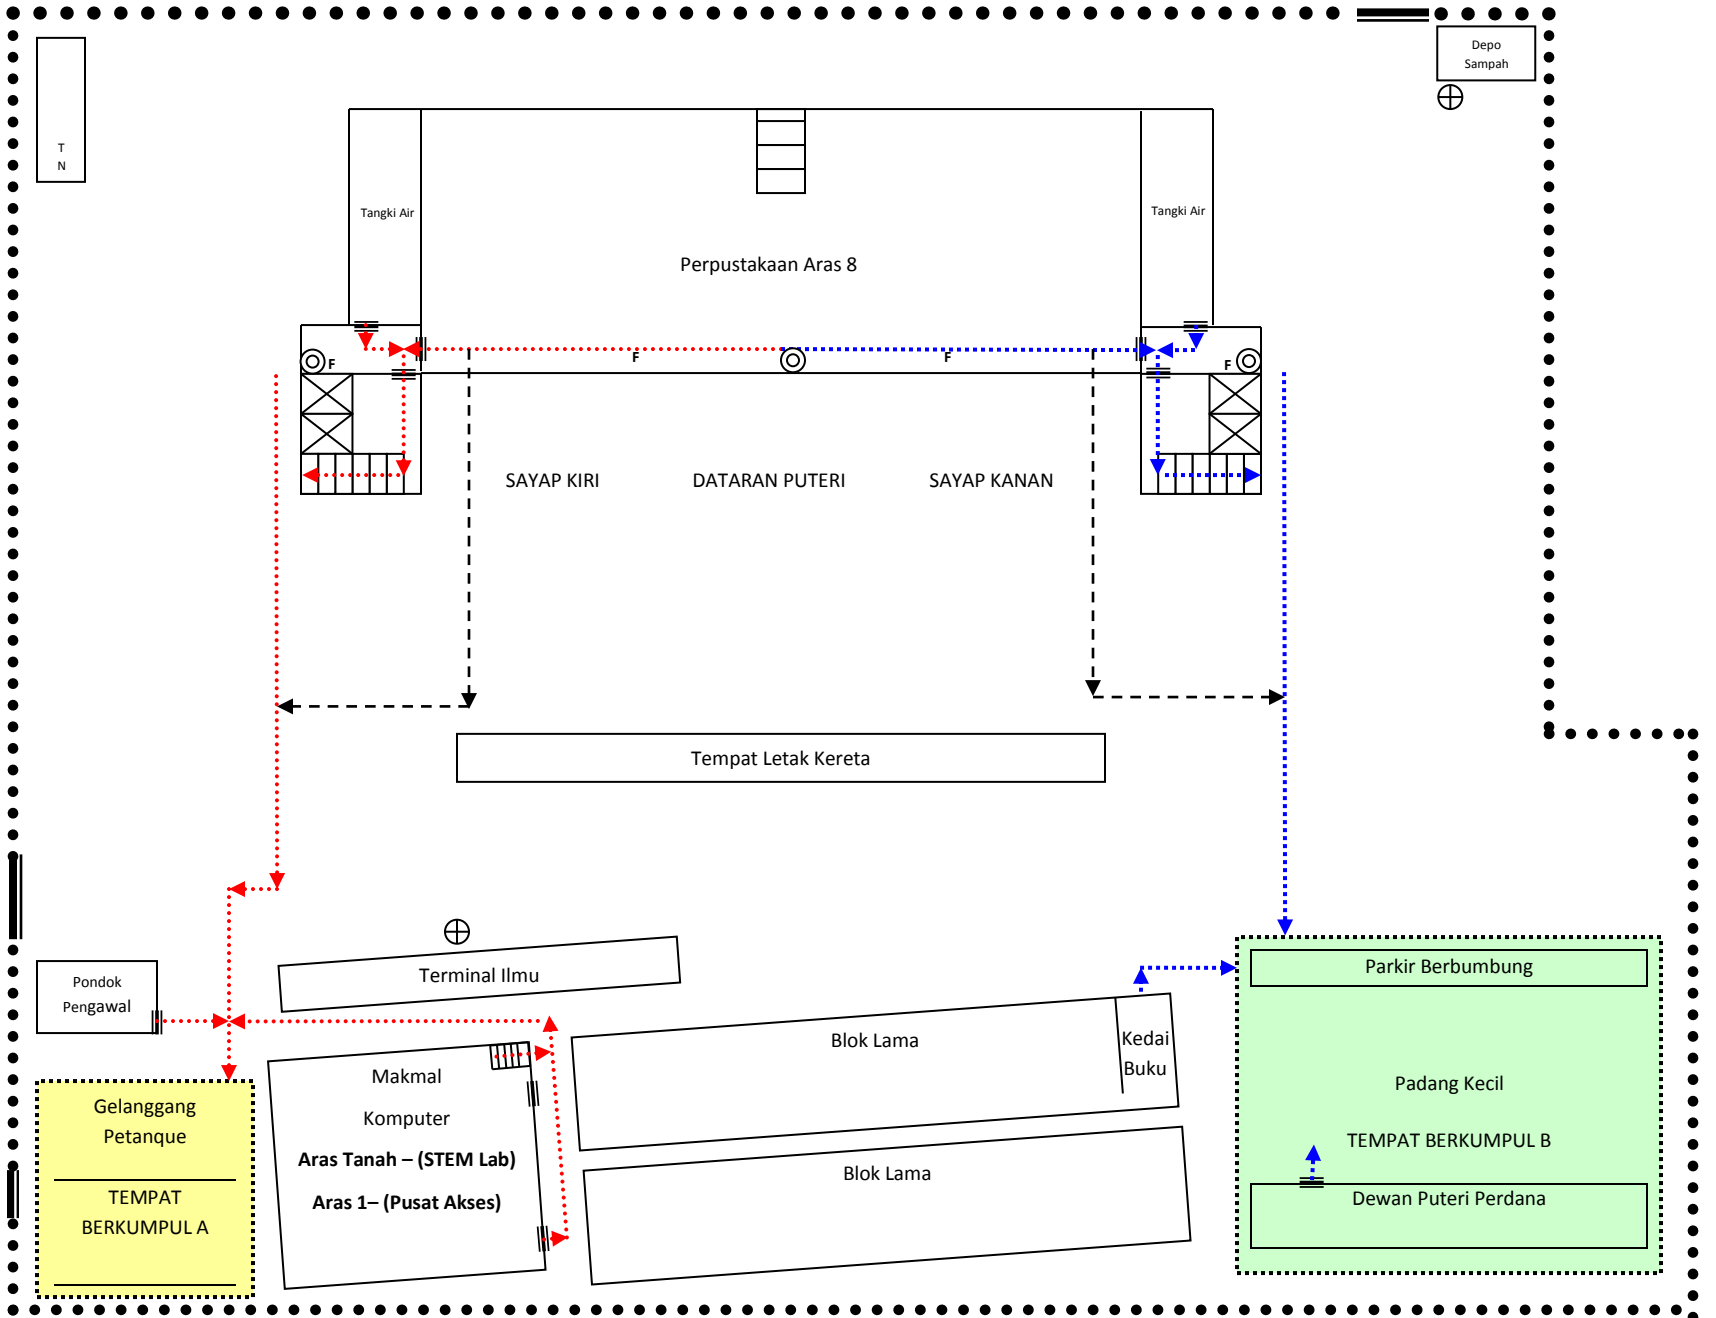 Depo
Sampah
T
N
Tangki Air
Tangki Air
Perpustakaan Aras 8
F
F
F
F
SAYAP KIRI
DATARAN PUTERI
SAYAP KANAN
Tempat Letak Kereta
Terminal Ilmu
Parkir Berbumbung
Pondok
Pengawal
Blok Lama
Kedai
Buku
Makmal
Komputer
Aras Tanah – (STEM Lab)
Aras 1– (Pusat Akses)
Padang Kecil
TEMPAT BERKUMPUL B
Gelanggang
Petanque
TEMPAT
BERKUMPUL A
Blok Lama
Dewan Puteri Perdana